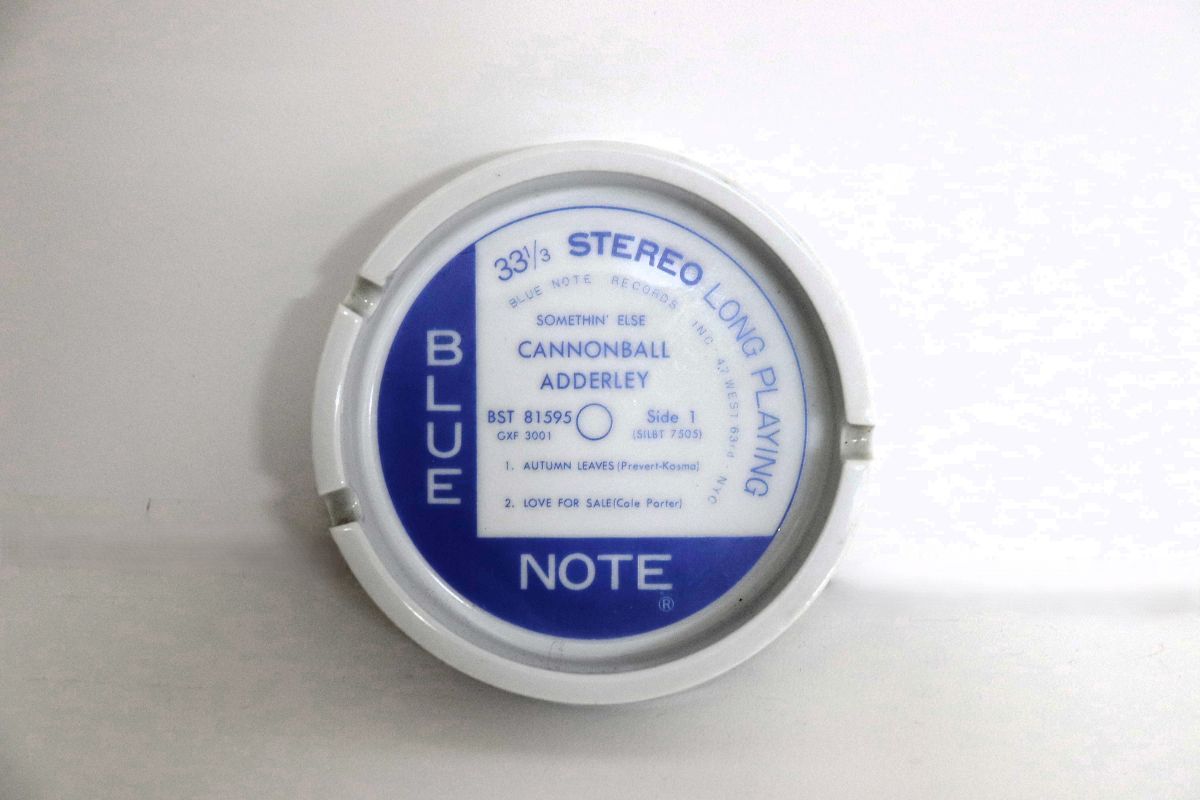 33⅓ STEREO LONG PLAYING
BLUE NOTE RECORDS INC 47 WEST 63rd NYC
SOMETHIN' ELSE
CANNONBALL
ADDERLEY
BST 81595 Side 1
GXF 3001 (SILBT 7505)
1. AUTUMN LEAVES (Prevert-Kosma)
2. LOVE FOR SALE (Cole Porter)
BLUE
NOTE
®